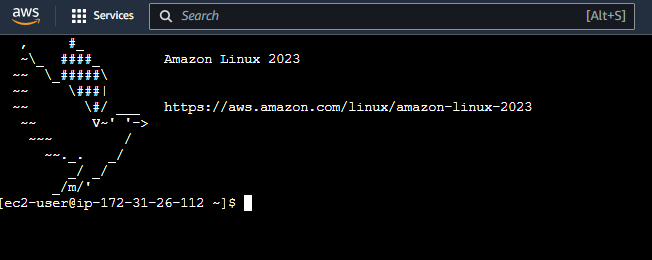 aws Services Search [Alt+S]
   ,     #_
   ~\_  ####_        Amazon Linux 2023
  ~~  \_#####\
  ~~     \###|
  ~~       \#/ ___   https://aws.amazon.com/linux/amazon-linux-2023
   ~~       V~' '->
    ~~~         /
      ~~._.   _/
         _/ _/
       _/m/'
[ec2-user@ip-172-31-26-112 ~]$